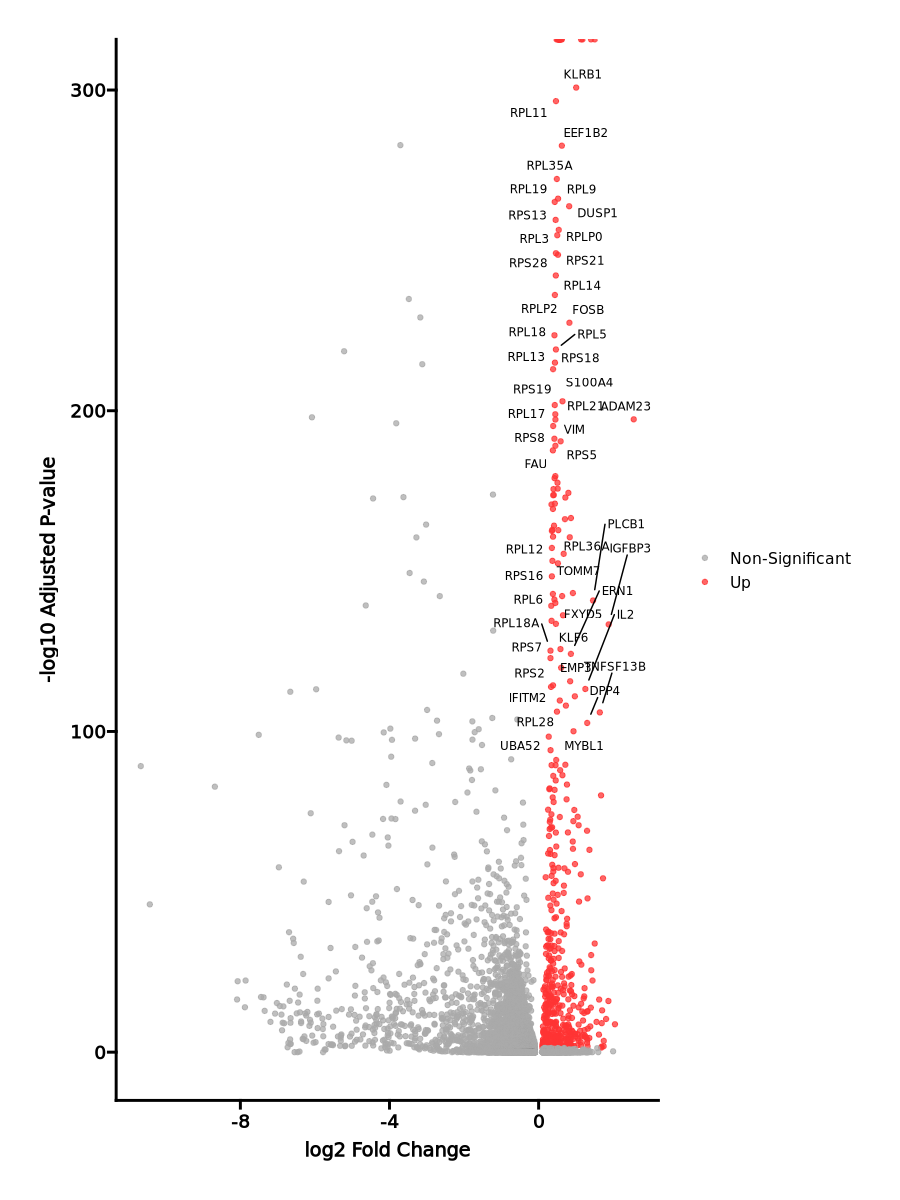 KLRB1
300
RPL11
EEF1B2
RPL35A
RPL19
RPL9
RPS13
DUSP1
RPL3
RPLP0
RPS28
RPS21
RPL14
RPLP2
FOSB
RPL18
RPL5
RPL13
RPS18
S100A4
RPS19
RPL21
ADAM23
200
RPL17
VIM
RPS8
RPS5
FAU
-log10 Adjusted P-value
PLCB1
RPL12
RPL36A
IGFBP3
Non-Significant
RPS16
TOMM7
Up
ERN1
RPL6
FXYD5
IL2
RPL18A
KLF6
RPS7
RPS2
EMP3
TNFSF13B
IFITM2
DPP4
RPL28
100
UBA52
MYBL1
0
-8
-4
0
log2 Fold Change